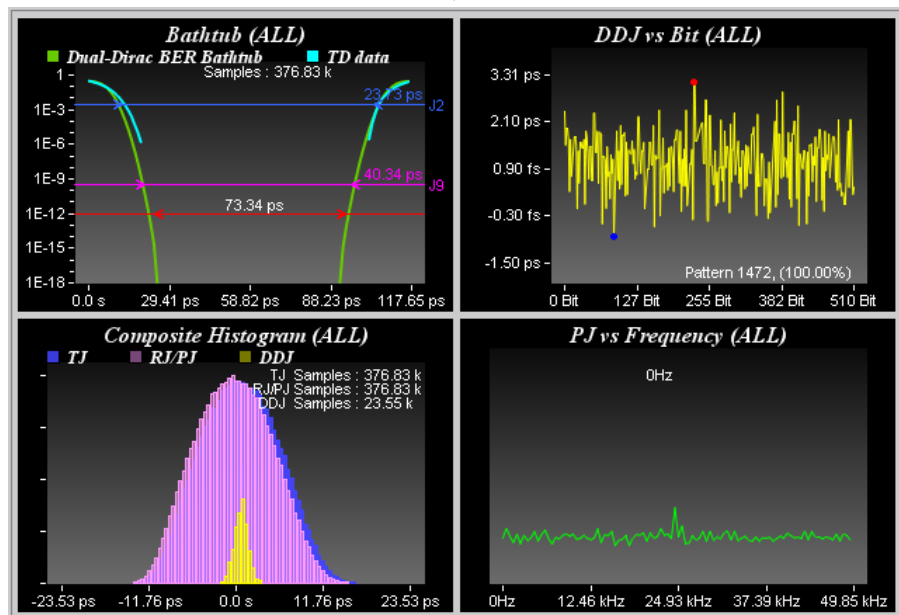 Bathtub (ALL)
Dual-Dirac BER Bathtub TD data
Samples : 376.83 k
1
1E-3
1E-6
1E-9
1E-12
1E-15
1E-18
23.73 ps J2
40.34 ps J9
73.34 ps
0.0 s 29.41 ps 58.82 ps 88.23 ps 117.65 ps
DDJ vs Bit (ALL)
3.31 ps
2.10 ps
0.90 fs
-0.30 fs
-1.50 ps
Pattern 1472, (100.00%)
0 Bit 127 Bit 255 Bit 382 Bit 510 Bit
Composite Histogram (ALL)
TJ RJ/PJ DDJ
TJ Samples : 376.83 k
RJ/PJ Samples : 376.83 k
DDJ Samples : 23.55 k
-23.53 ps -11.76 ps 0.0 s 11.76 ps 23.53 ps
PJ vs Frequency (ALL)
0Hz
0Hz 12.46 kHz 24.93 kHz 37.39 kHz 49.85 kHz